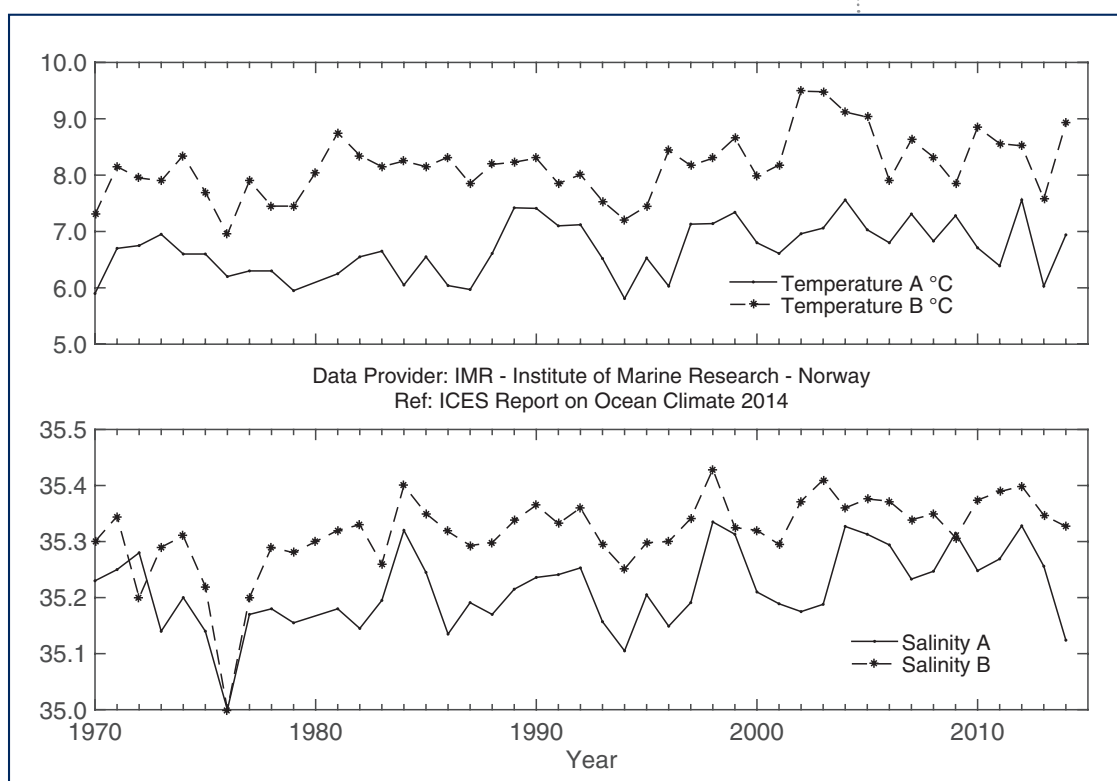 10.0
9.0
8.0
7.0
6.0
5.0
Temperature A °C
Temperature B °C
Data Provider: IMR - Institute of Marine Research - Norway
Ref: ICES Report on Ocean Climate 2014
35.5
35.4
35.3
35.2
35.1
35.0
Salinity A
Salinity B
1970 1980 1990 2000 2010
Year